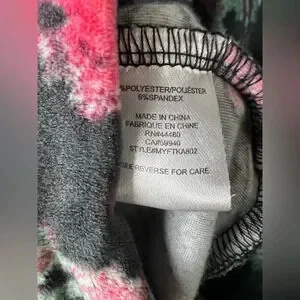 %POLYESTER/POLIÉSTER
8%SPANDEX
MADE IN CHINA
FABRIQUE EN CHINE
RN#44460
CA#59940
STYLE#MYFTKA802
SEE REVERSE FOR CARE